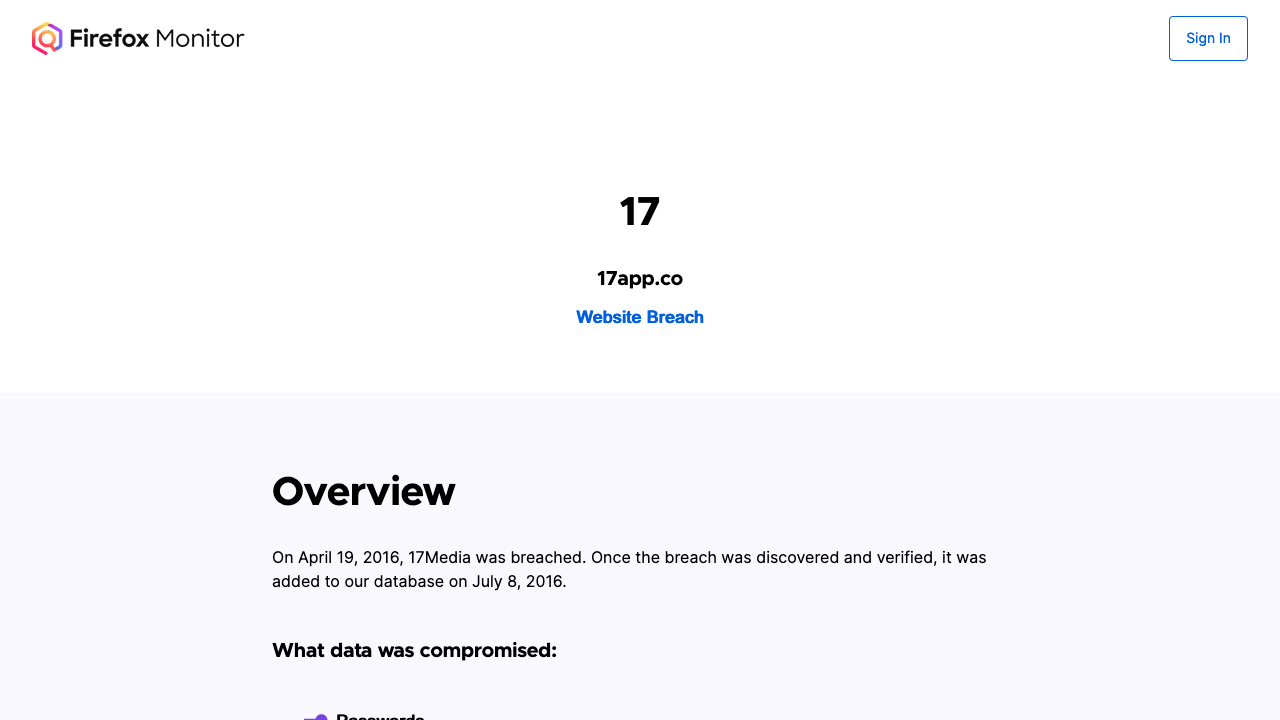 Firefox Monitor
Sign In
17
17app.co
Website Breach
Overview
On April 19, 2016, 17Media was breached. Once the breach was discovered and verified, it was
added to our database on July 8, 2016.
What data was compromised:
Passwords